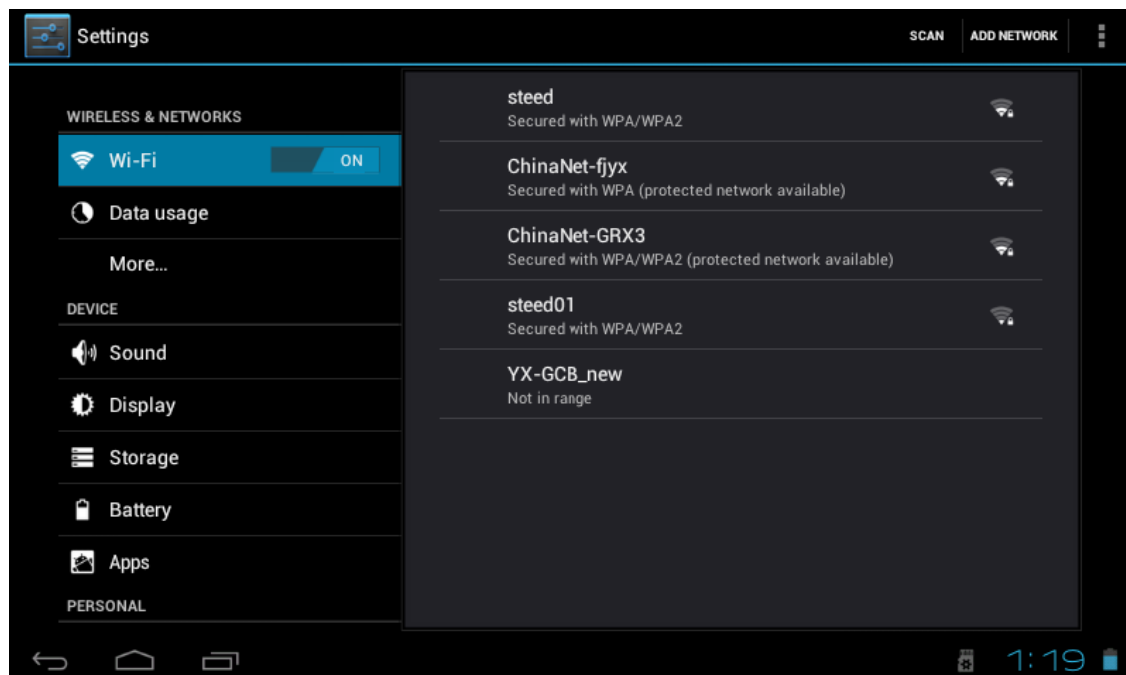 Settings
SCAN
ADD NETWORK
WIRELESS & NETWORKS
Wi-Fi
ON
Data usage
More...
DEVICE
Sound
Display
Storage
Battery
Apps
PERSONAL
steed
Secured with WPA/WPA2
ChinaNet-fjyx
Secured with WPA (protected network available)
ChinaNet-GRX3
Secured with WPA/WPA2 (protected network available)
steed01
Secured with WPA/WPA2
YX-GCB_new
Not in range
1:19